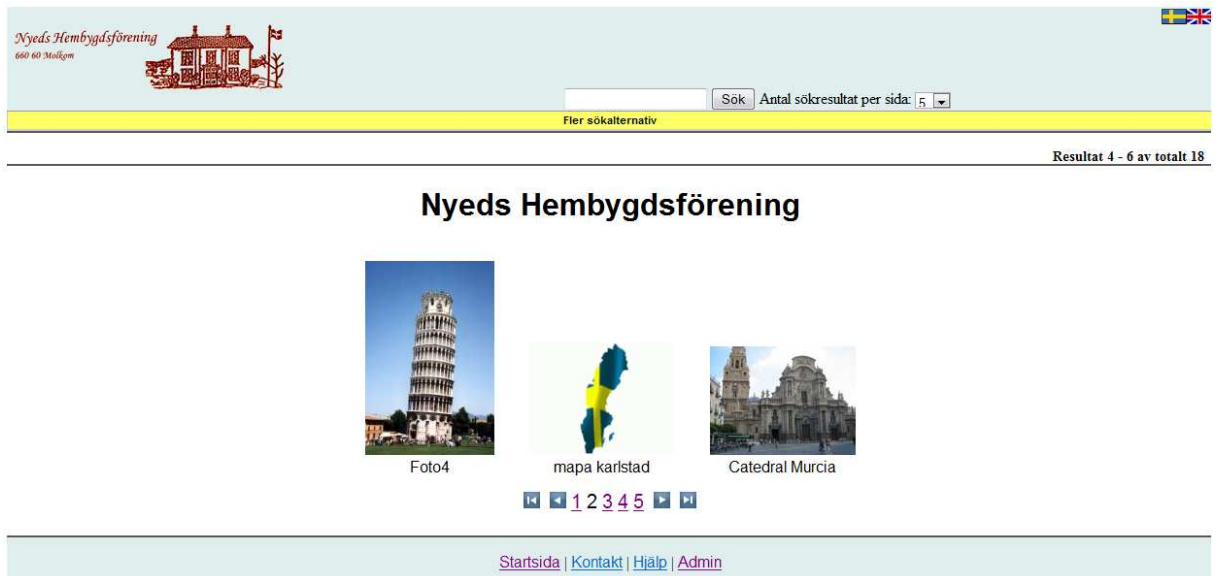 Nyeds Hembygdsförening
660 60 Molkom
Sök Antal sökresultat per sida: 5
Fler sökalternativ
Resultat 4 - 6 av totalt 18
Nyeds Hembygdsförening
Foto4 mapa karlstad Catedral Murcia
1 2 3 4 5
Startsida | Kontakt | Hjälp | Admin